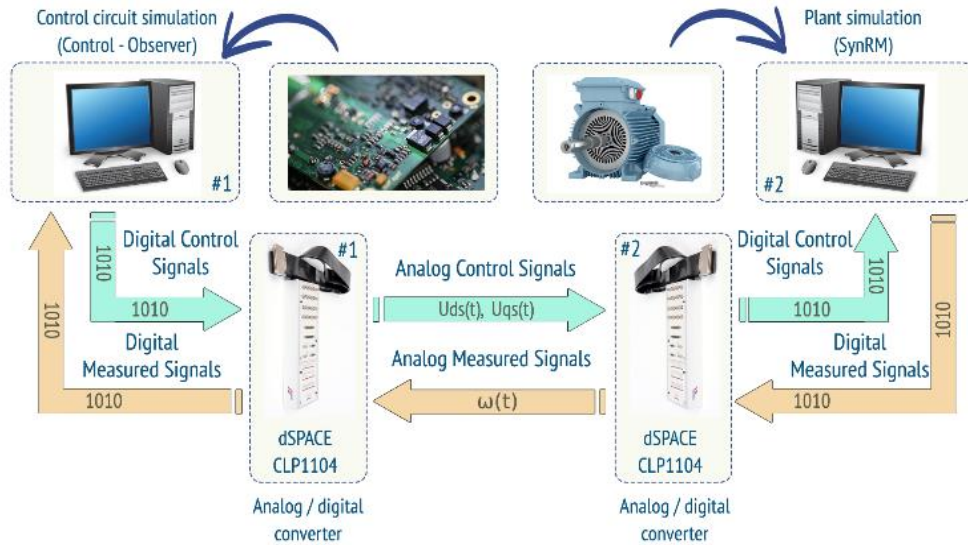 Control circuit simulation
(Control - Observer)
Plant simulation
(SynRM)
#1
#2
1010
Digital Control
Signals
1010
Digital
Measured Signals
1010
1010
#1
dSPACE
CLP1104
Analog / digital
converter
Analog Control Signals
Uds(t), Uqs(t)
Analog Measured Signals
ω(t)
#2
dSPACE
CLP1104
Analog / digital
converter
Digital Control
Signals
1010
1010
Digital
Measured Signals
1010
1010